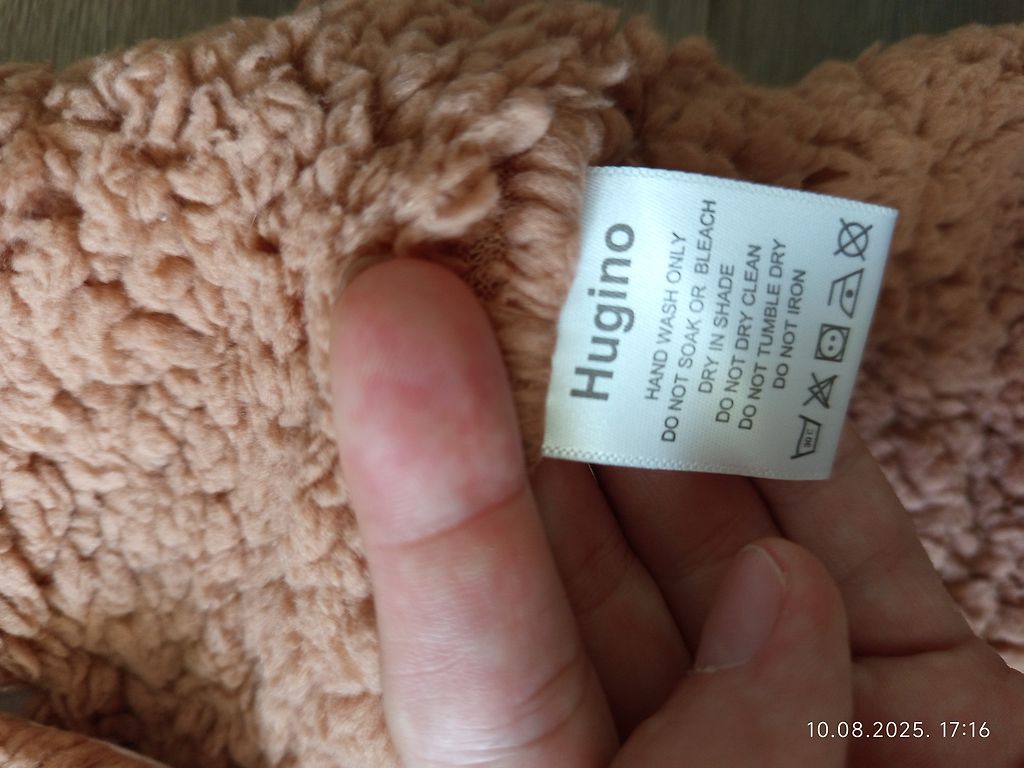 Hugino
HAND WASH ONLY
DO NOT SOAK OR BLEACH
DRY IN SHADE
DO NOT DRY CLEAN
DO NOT TUMBLE DRY
DO NOT IRON
10.08.2025. 17:16